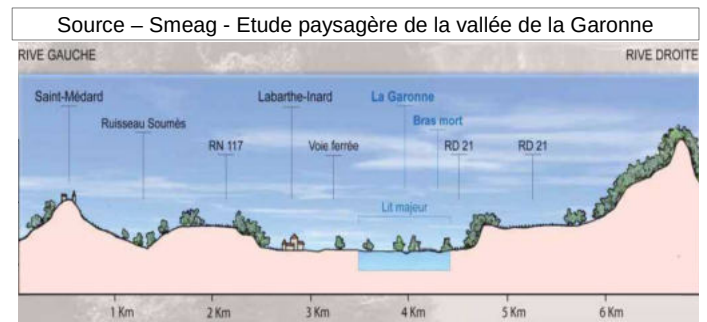 Source – Smeag - Etude paysagère de la vallée de la Garonne
RIVE GAUCHE
RIVE DROITE
Saint-Médard
Labarthe-Inard
La Garonne
Ruisseau Soumès
Bras mort
RN 117
Voie ferrée
RD 21
RD 21
Lit majeur
1 Km
2 Km
3 Km
4 Km
5 Km
6 Km